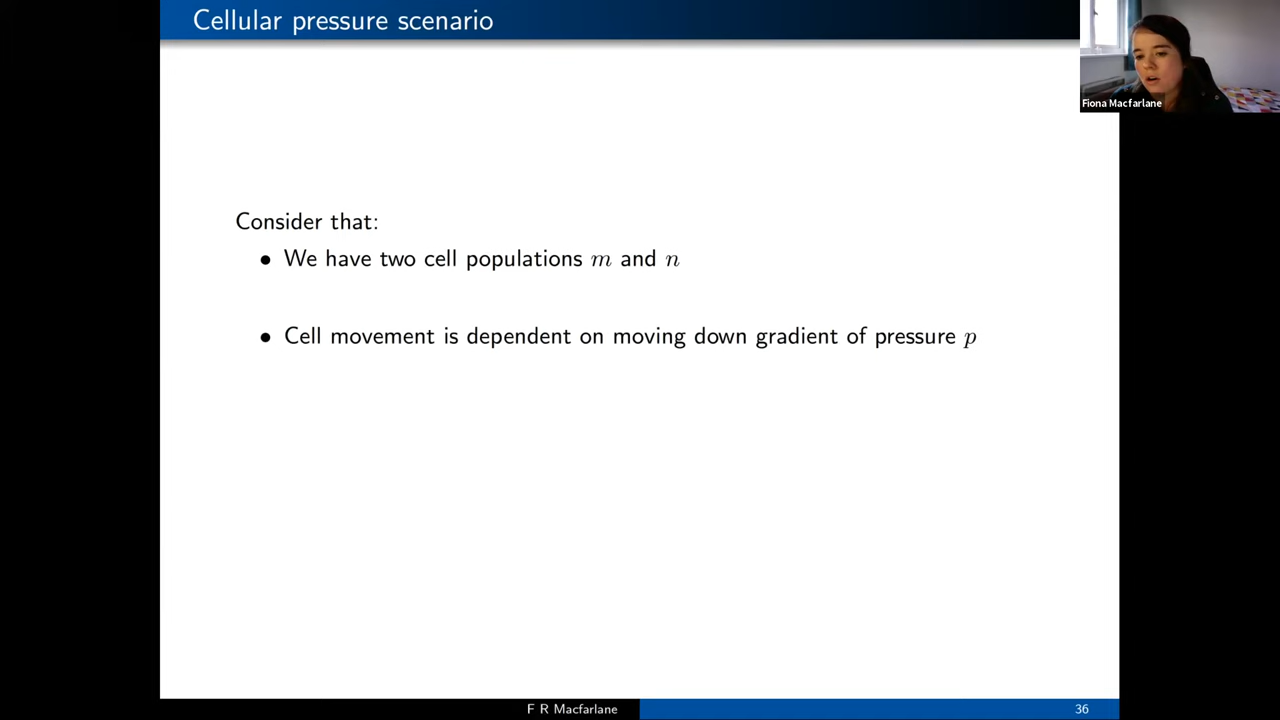 Cellular pressure scenario
Fiona Macfarlane
Consider that:
• We have two cell populations m and n
• Cell movement is dependent on moving down gradient of pressure p
F R Macfarlane
36